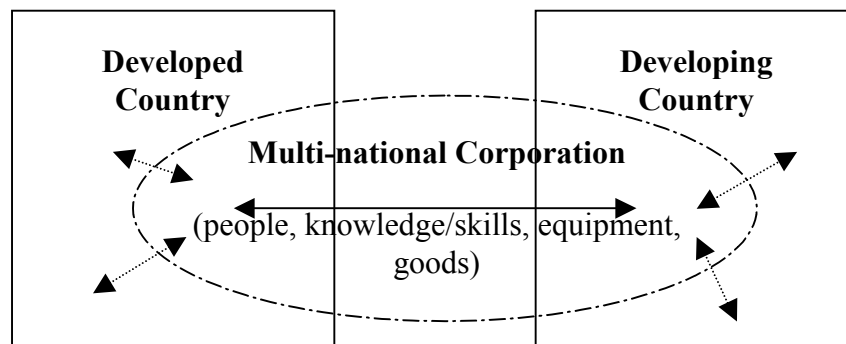 Developed
Country
Developing
Country
Multi-national Corporation
(people, knowledge/skills, equipment,
goods)